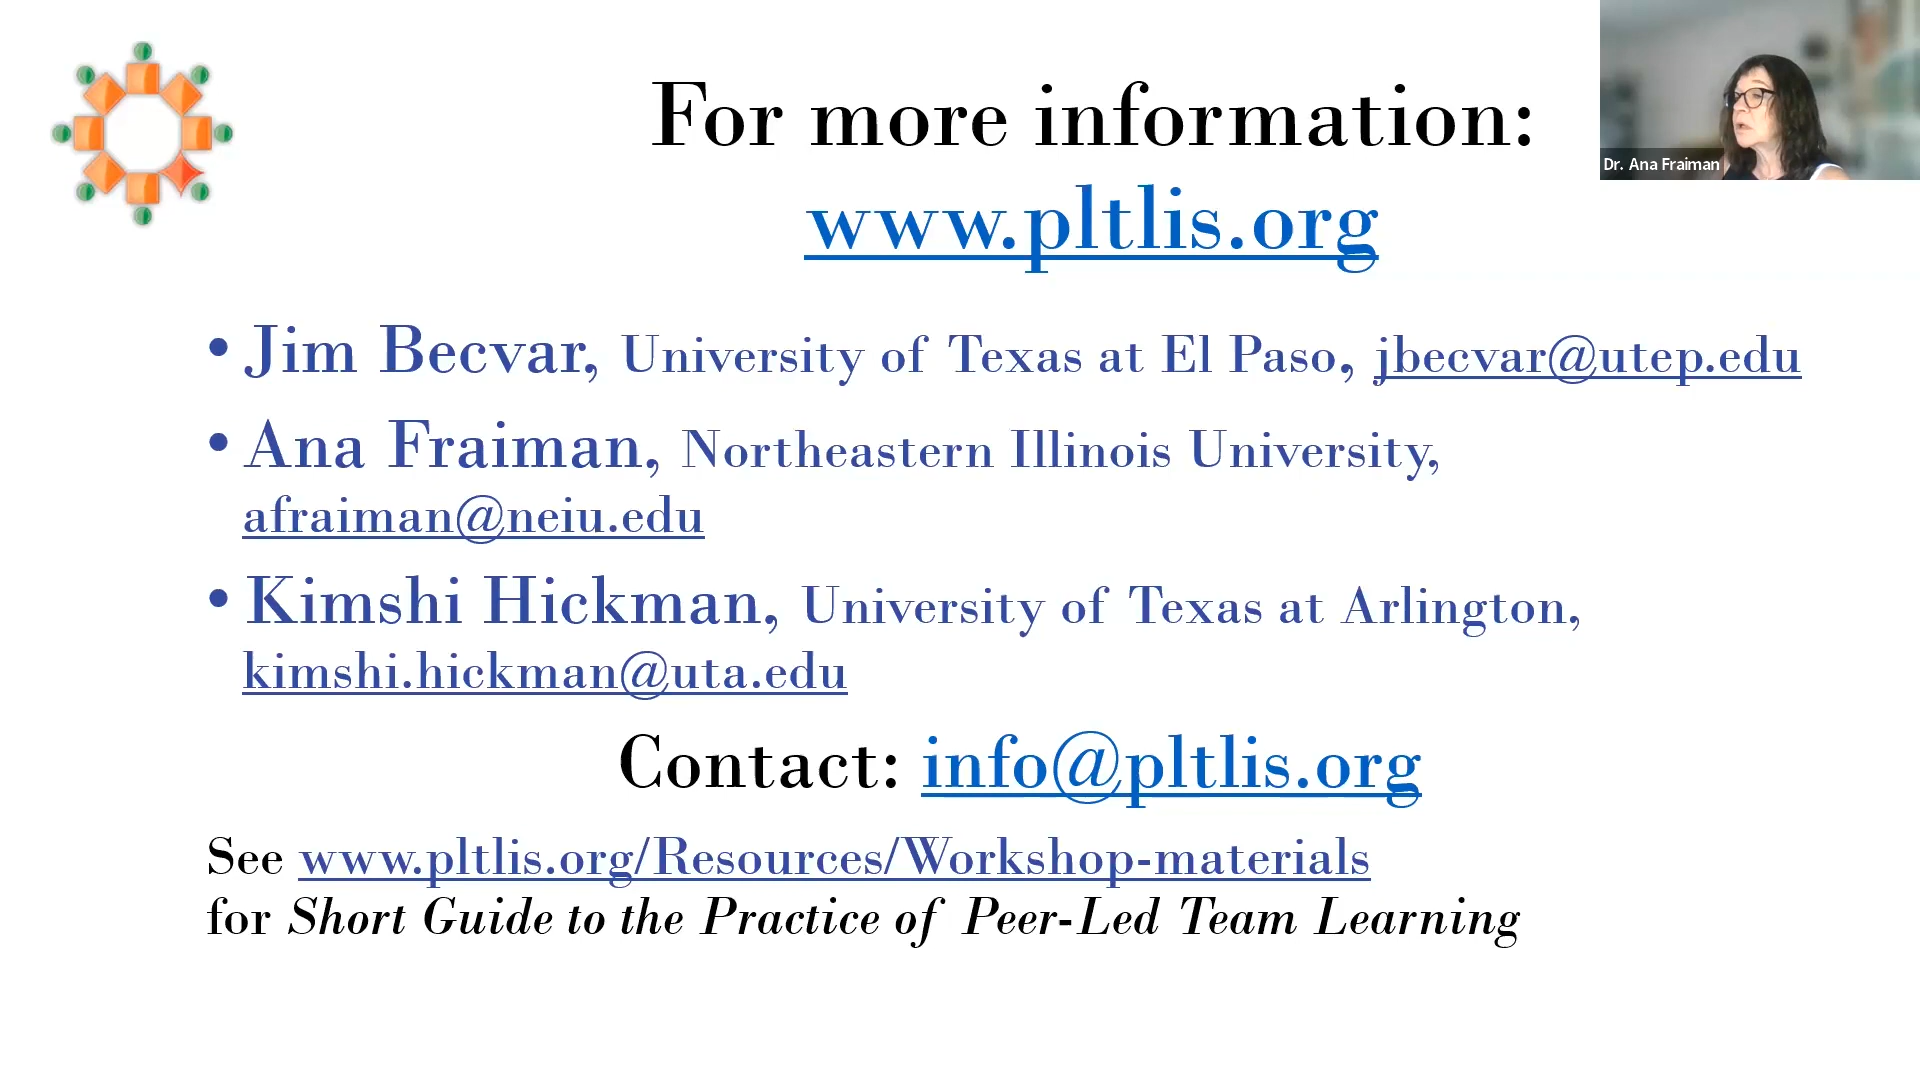 For more information:
www.pltlis.org
Dr. Ana Fraiman
• Jim Becvar, University of Texas at El Paso, jbecvar@utep.edu
• Ana Fraiman, Northeastern Illinois University,
afraiman@neiu.edu
• Kimshi Hickman, University of Texas at Arlington,
kimshi.hickman@uta.edu
Contact: info@pltlis.org
See www.pltlis.org/Resources/Workshop-materials
for Short Guide to the Practice of Peer-Led Team Learning